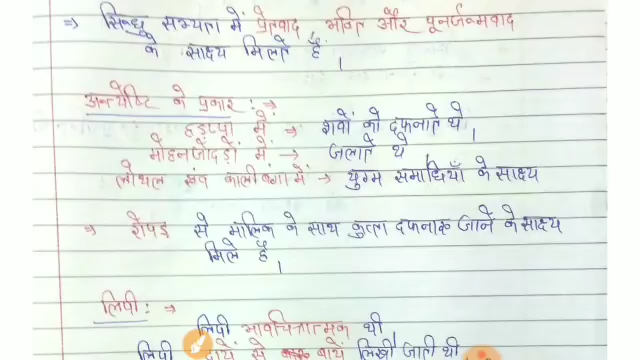 ⇒ सिन्धु सभ्यता में प्रेतवाद, भक्ति और पूनर्जन्मवाद
के साक्ष्य मिलते हैं।
अन्त्येष्टि के प्रकार :⇒
हड़प्पा में ⇒ शवों को दफनाते थे।
मोहनजोदड़ो में → जलाते थे,
लोथल एंव कालीबंगा में → युग्म समाधियाँ के साक्ष्य
⇒ रोपड़ से मालिक के साथ कुत्ता दफनाऐ जाने के साक्ष्य
मिले है।
लिपी : ⇒
लिपी भावचित्रात्मक थी,
लिपी दायें से बायें लिखी जाती थी